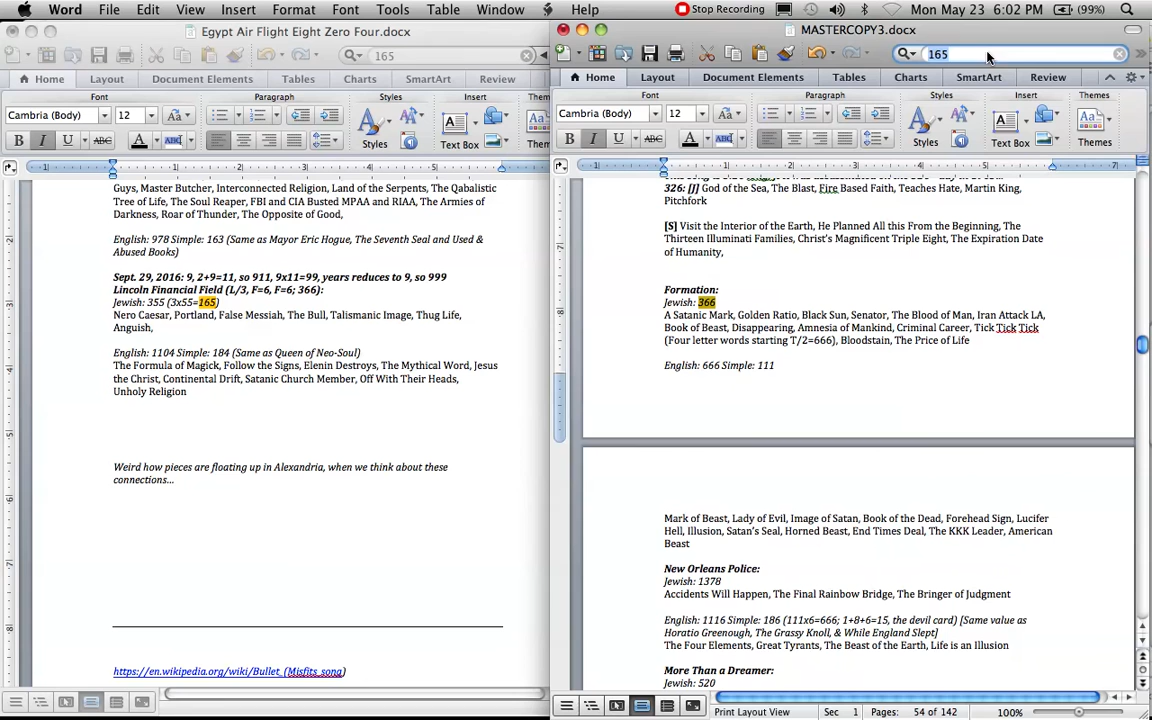 Word File Edit View Insert Format Font Tools Table Window Help Stop Recording Mon May 23 6:02 PM (99%)
Egypt Air Flight Eight Zero Four.docx
165
Home Layout Document Elements Tables Charts SmartArt Review
Font Paragraph Styles Insert
Cambria (Body) 12 Aa
B I U ABC A ABC Styles Text Box Themes
1 1 2 3 4 5
Guys, Master Butcher, Interconnected Religion, Land of the Serpents, The Qabalistic
Tree of Life, The Soul Reaper, FBI and CIA Busted MPAA and RIAA, The Armies of
Darkness, Roar of Thunder, The Opposite of Good,
English: 978 Simple: 163 (Same as Mayor Eric Hogue, The Seventh Seal and Used &
Abused Books)
Sept. 29, 2016: 9, 2+9=11, so 911, 9x11=99, years reduces to 9, so 999
Lincoln Financial Field (L/3, F=6, F=6; 366):
Jewish: 355 (3x55=165)
Nero Caesar, Portland, False Messiah, The Bull, Talismanic Image, Thug Life,
Anguish,
English: 1104 Simple: 184 (Same as Queen of Neo-Soul)
The Formula of Magick, Follow the Signs, Elenin Destroys, The Mythical Word, Jesus
the Christ, Continental Drift, Satanic Church Member, Off With Their Heads,
Unholy Religion
Weird how pieces are floating up in Alexandria, when we think about these
connections...
https://en.wikipedia.org/wiki/Bullet_(Misfits_song)
MASTERCOPY3.docx
165
Home Layout Document Elements Tables Charts SmartArt Review
Font Paragraph Styles Insert Themes
Cambria (Body) 12 Aa
B I U ABC A ABC Styles Text Box Themes
1 1 2 3 4 5 7
326: [J] God of the Sea, The Blast, Fire Based Faith, Teaches Hate, Martin King,
Pitchfork
[S] Visit the Interior of the Earth, He Planned All this From the Beginning, The
Thirteen Illuminati Families, Christ's Magnificent Triple Eight, The Expiration Date
of Humanity,
Formation:
Jewish: 366
A Satanic Mark, Golden Ratio, Black Sun, Senator, The Blood of Man, Iran Attack LA,
Book of Beast, Disappearing, Amnesia of Mankind, Criminal Career, Tick Tick Tick
(Four letter words starting T/2=666), Bloodstain, The Price of Life
English: 666 Simple: 111
Mark of Beast, Lady of Evil, Image of Satan, Book of the Dead, Forehead Sign, Lucifer
Hell, Illusion, Satan's Seal, Horned Beast, End Times Deal, The KKK Leader, American
Beast
New Orleans Police:
Jewish: 1378
Accidents Will Happen, The Final Rainbow Bridge, The Bringer of Judgment
English: 1116 Simple: 186 (111x6=666; 1+8+6=15, the devil card) [Same value as
Horatio Greenough, The Grassy Knoll, & While England Slept]
The Four Elements, Great Tyrants, The Beast of the Earth, Life is an Illusion
More Than a Dreamer:
Jewish: 520
Print Layout View Sec 1 Pages: 54 of 142 100%